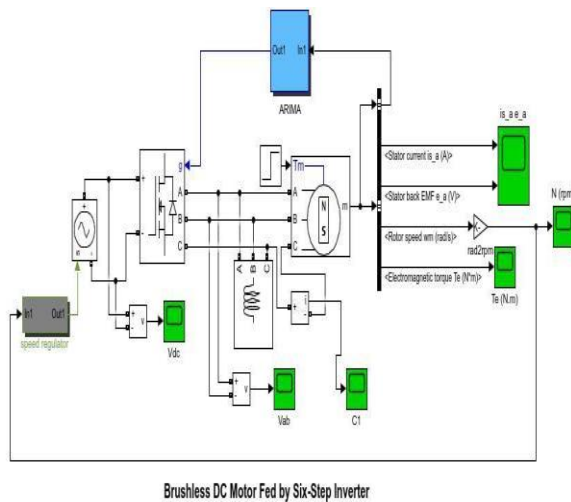 Out1
In1
ARIMA
is_a e_a
g
Tm
<Stator current is_a (A)>
+
A
A
N
S
m
<Stator back EMF e_a (V)>
N (rpm
B
B
<Rotor speed wm (rad/s)>
K-
rad2rpm
-
C
C
<Electromagnetic torque Te (N*m)>
Te (N.m)
+
A
B
C
In1
Out1
speed regulator
+
-
v
Vdc
+
i
-
+
-
v
Vab
C1
Brushless DC Motor Fed by Six-Step Inverter